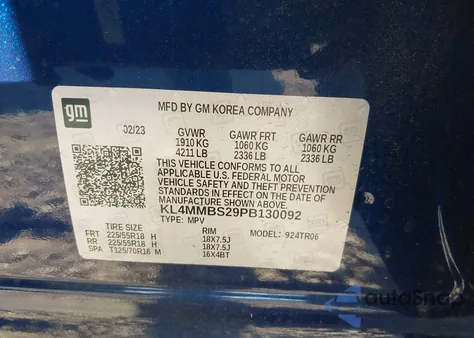 gm
MFD BY GM KOREA COMPANY
02/23 GVWR GAWR FRT GAWR RR
1910 KG 1060 KG 1060 KG
4211 LB 2336 LB 2336 LB
THIS VEHICLE CONFORMS TO ALL
APPLICABLE U.S. FEDERAL MOTOR
VEHICLE SAFETY AND THEFT PREVENTION
STANDARDS IN EFFECT ON THE DATE OF
MANUFACTURE SHOWN ABOVE.
KL4MMBS29PB130092
TYPE: MPV MODEL: 924TR06
TIRE SIZE RIM
FRT 225/55R18 H 18X7.5J
RR 225/55R18 H 18X7.5J
SPA T125/70R16 M 16X4BT
autoSnap